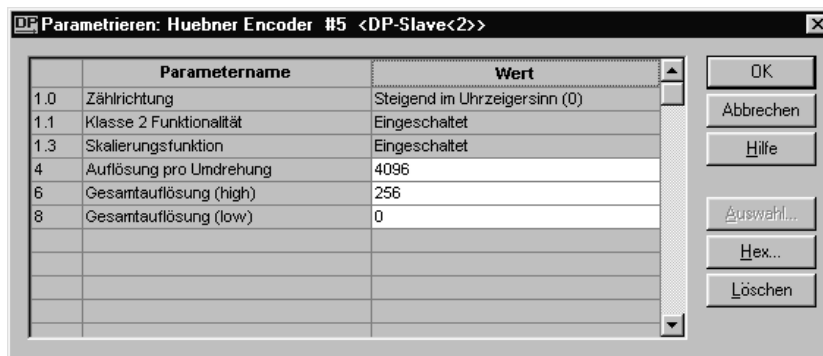 DP Parametrieren: Huebner Encoder #5 <DP-Slave<2>>
Parametername Wert
1.0 Zählrichtung Steigend im Uhrzeigersinn (0)
1.1 Klasse 2 Funktionalität Eingeschaltet
1.3 Skalierungsfunktion Eingeschaltet
4 Auflösung pro Umdrehung 4096
6 Gesamtauflösung (high) 256
8 Gesamtauflösung (low) 0
OK
Abbrechen
Hilfe
Auswahl...
Hex...
Löschen